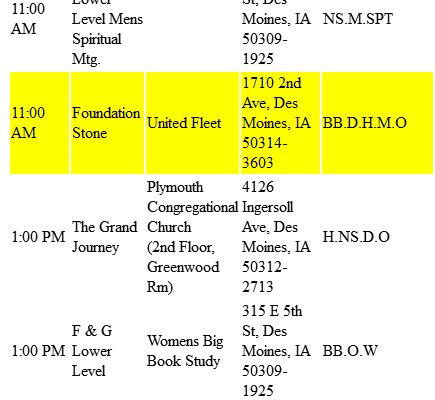 11:00
AM
Lower
Level Mens
Spiritual
Mtg.
St, Des
Moines, IA
50309-
1925
NS.M.SPT
11:00
AM
Foundation
Stone
United Fleet
1710 2nd
Ave, Des
Moines, IA
50314-
3603
BB.D.H.M.O
1:00 PM
The Grand
Journey
Plymouth
Congregational
Church
(2nd Floor,
Greenwood
Rm)
4126
Ingersoll
Ave, Des
Moines, IA
50312-
2713
H.NS.D.O
1:00 PM
F & G
Lower
Level
Womens Big
Book Study
315 E 5th
St, Des
Moines, IA
50309-
1925
BB.O.W